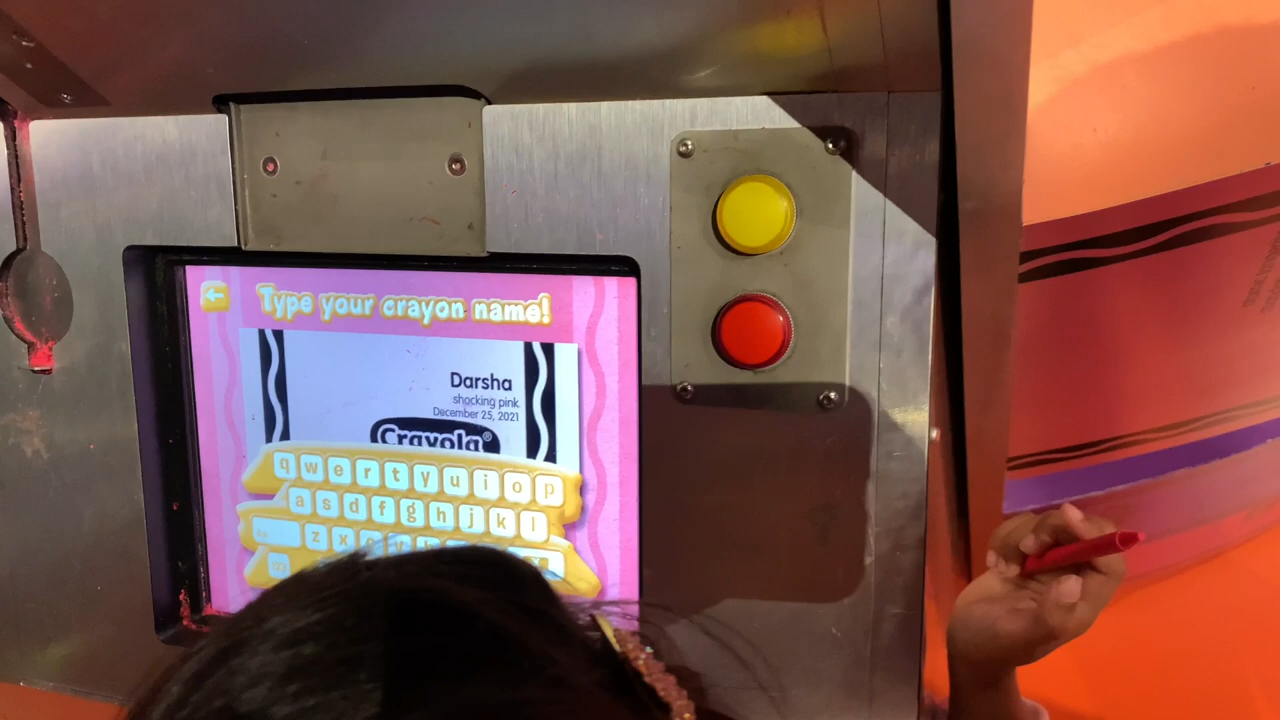 Type your crayon name!
Darsha
shocking pink
December 25, 2021
Crayola®
q w e r t y u i o p
a s d f g h j k l
z x c v b